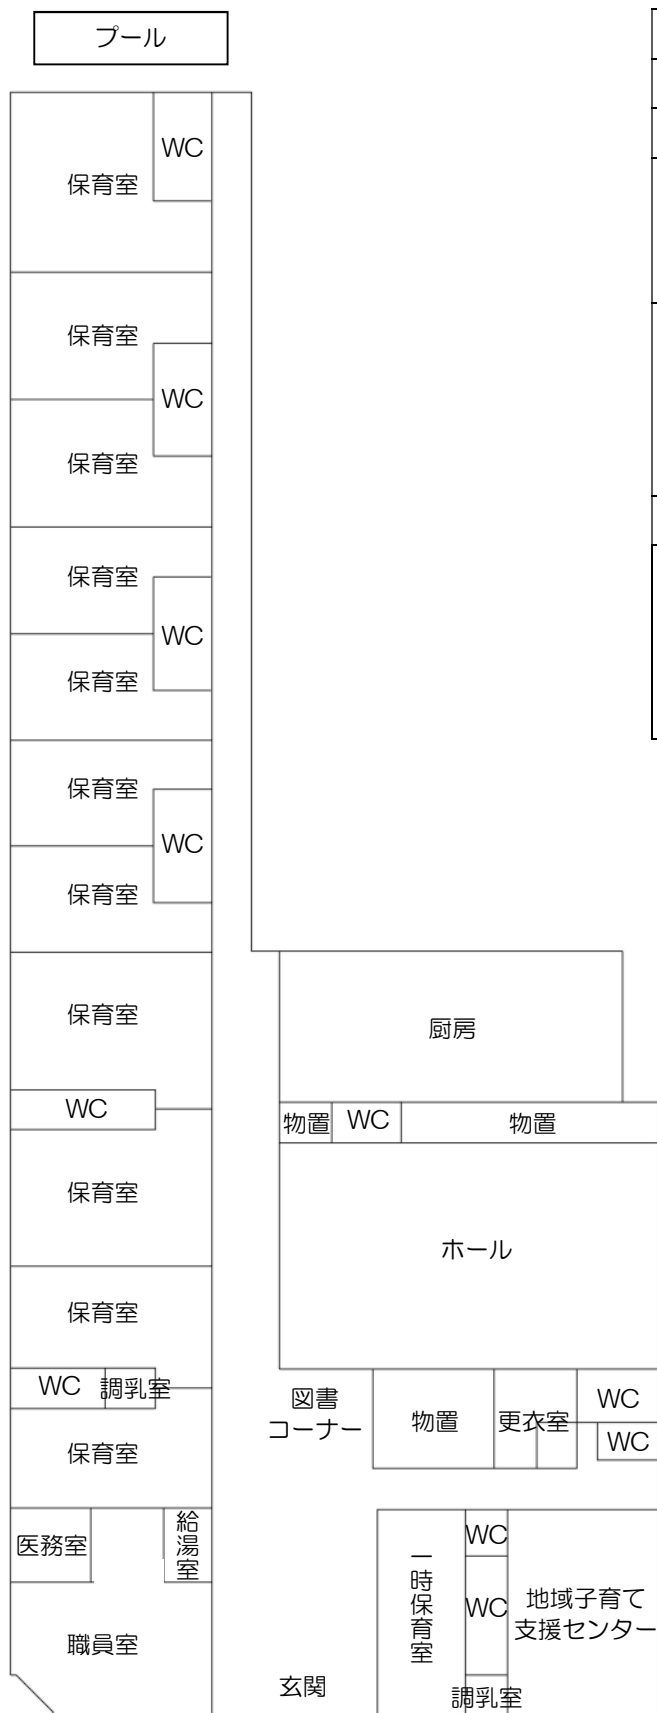 プール
WC
保育室
保育室
WC
保育室
保育室
WC
保育室
保育室
WC
保育室
保育室
厨房
WC
物置
WC
物置
保育室
ホール
保育室
WC
調乳室
図書
コーナー
物置
更衣室
WC
WC
保育室
医務室
給湯室
WC
一時保育室
WC
地域子育て
支援センター
職員室
玄関
調乳室